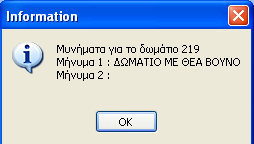 Information
Μυνήματα για το δωμάτιο 219
Μήνυμα 1 : ΔΩΜΑΤΙΟ ΜΕ ΘΕΑ ΒΟΥΝΟ
Μήνυμα 2 :
OK